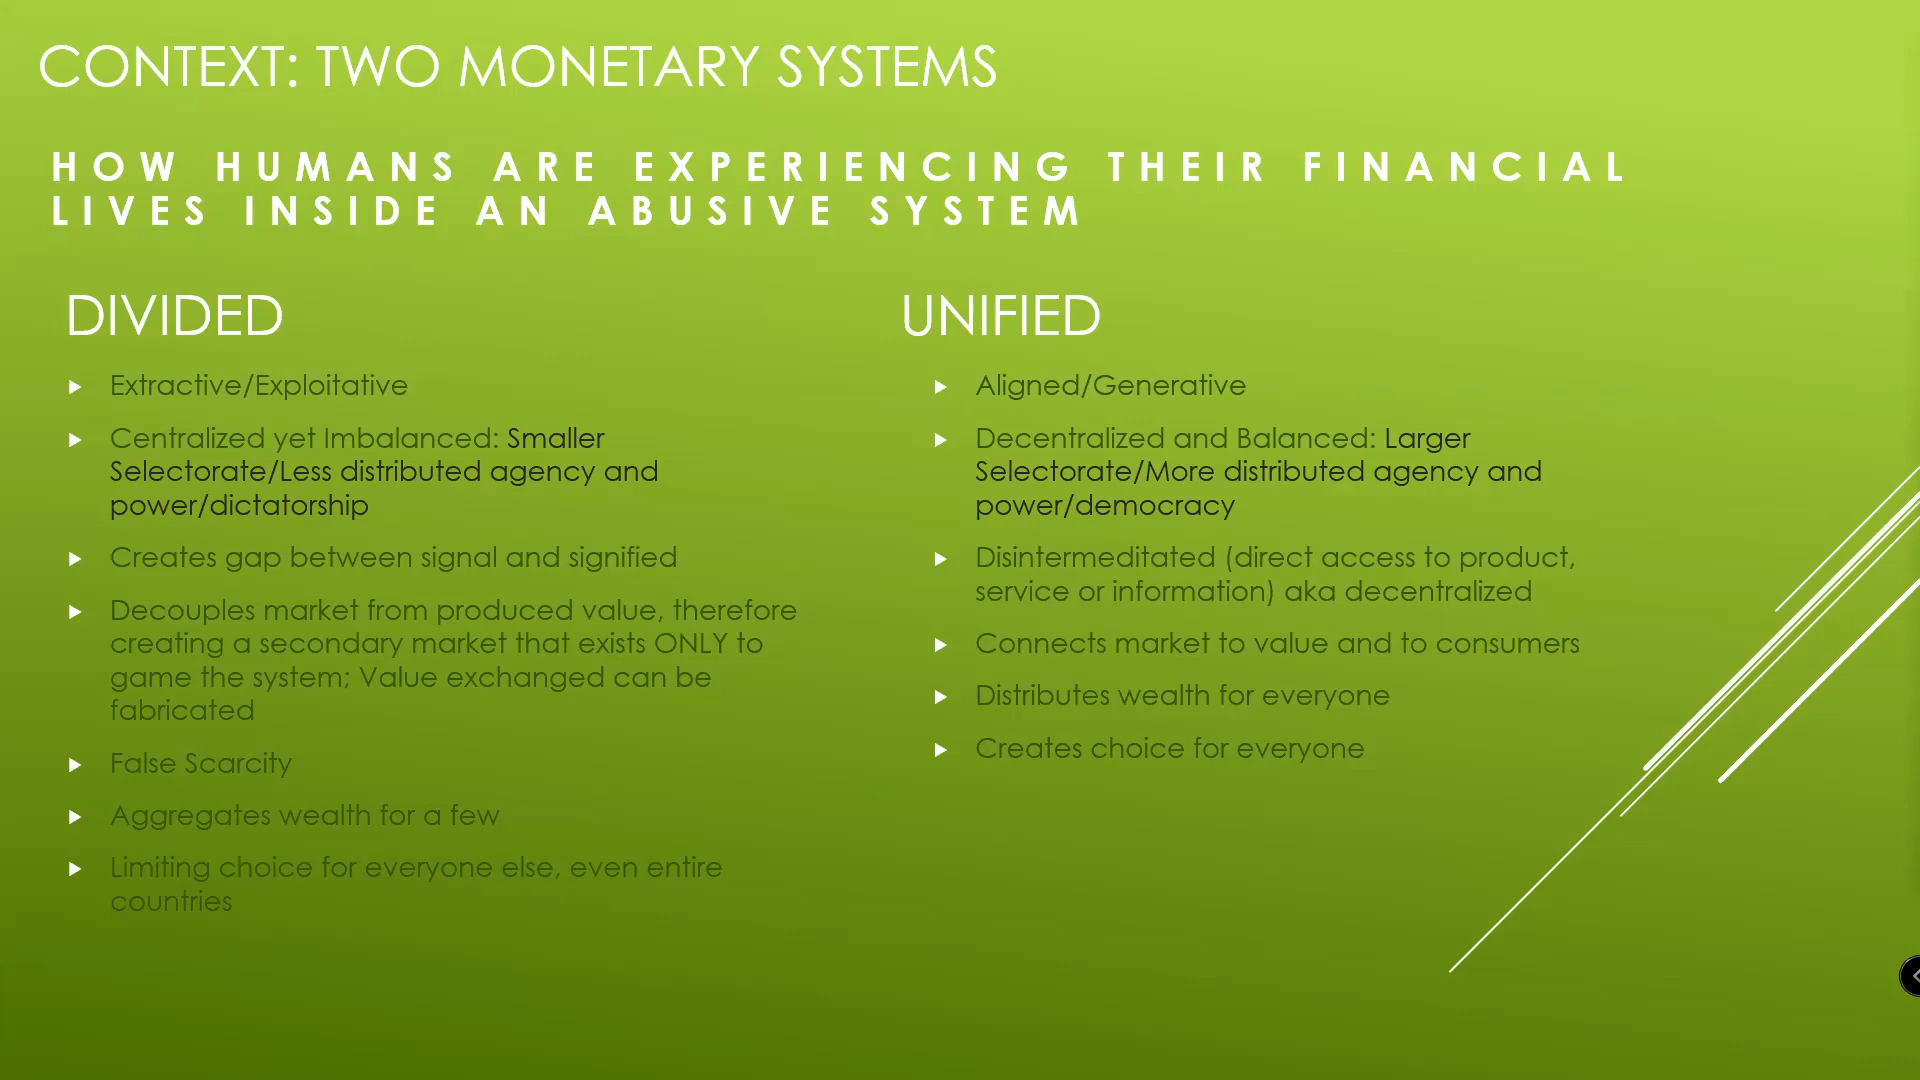 CONTEXT: TWO MONETARY SYSTEMS
HOW HUMANS ARE EXPERIENCING THEIR FINANCIAL
LIVES INSIDE AN ABUSIVE SYSTEM
DIVIDED
Extractive/Exploitative
Centralized yet Imbalanced: Smaller
Selectorate/Less distributed agency and
power/dictatorship
Creates gap between signal and signified
Decouples market from produced value, therefore
creating a secondary market that exists ONLY to
game the system; Value exchanged can be
fabricated
False Scarcity
Aggregates wealth for a few
Limiting choice for everyone else, even entire
countries
UNIFIED
Aligned/Generative
Decentralized and Balanced: Larger
Selectorate/More distributed agency and
power/democracy
Disintermeditated (direct access to product,
service or information) aka decentralized
Connects market to value and to consumers
Distributes wealth for everyone
Creates choice for everyone